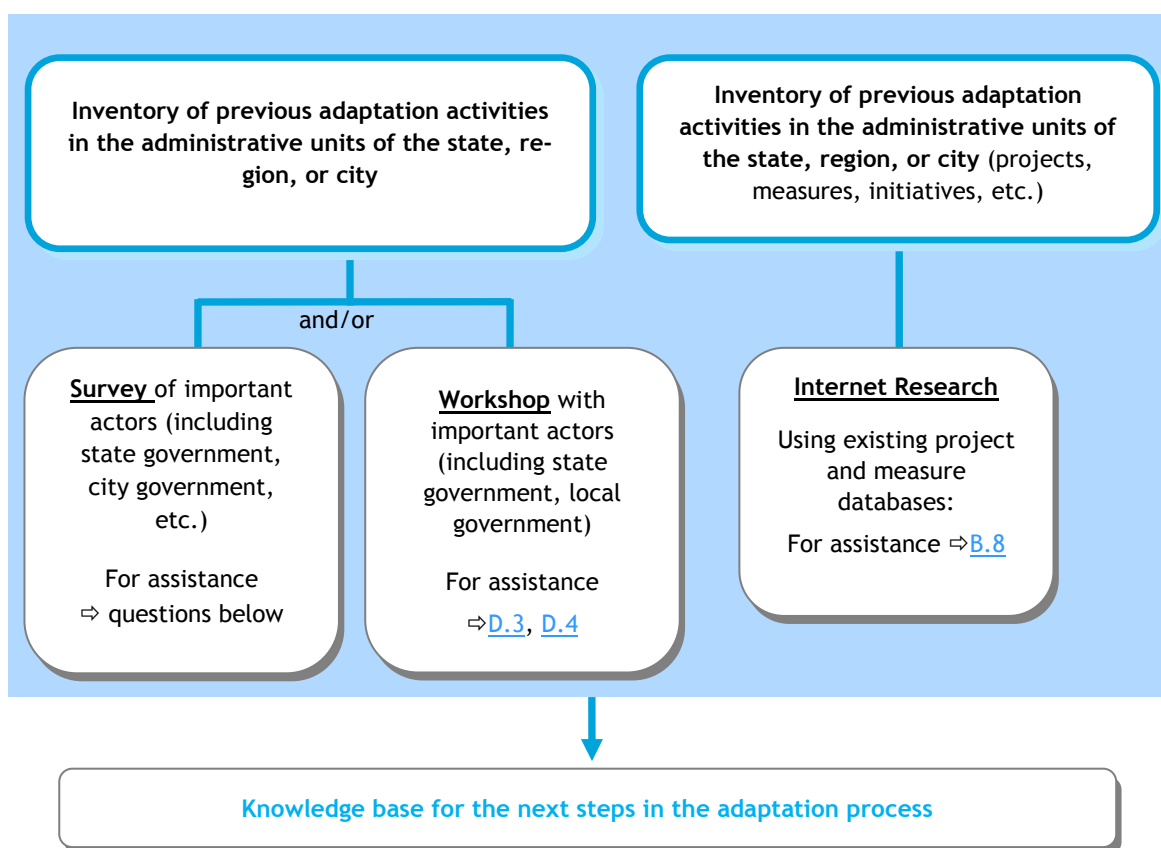 Inventory of previous adaptation activities
in the administrative units of the state, re-
gion, or city
Inventory of previous adaptation
activities in the administrative units of
the state, region, or city (projects,
measures, initiatives, etc.)
and/or
Survey of important
actors (including
state government,
city government,
etc.)
For assistance
⇨ questions below
Workshop with
important actors
(including state
government, local
government)
For assistance
⇨D.3, D.4
Internet Research
Using existing project
and measure
databases:
For assistance ⇨B.8
Knowledge base for the next steps in the adaptation process